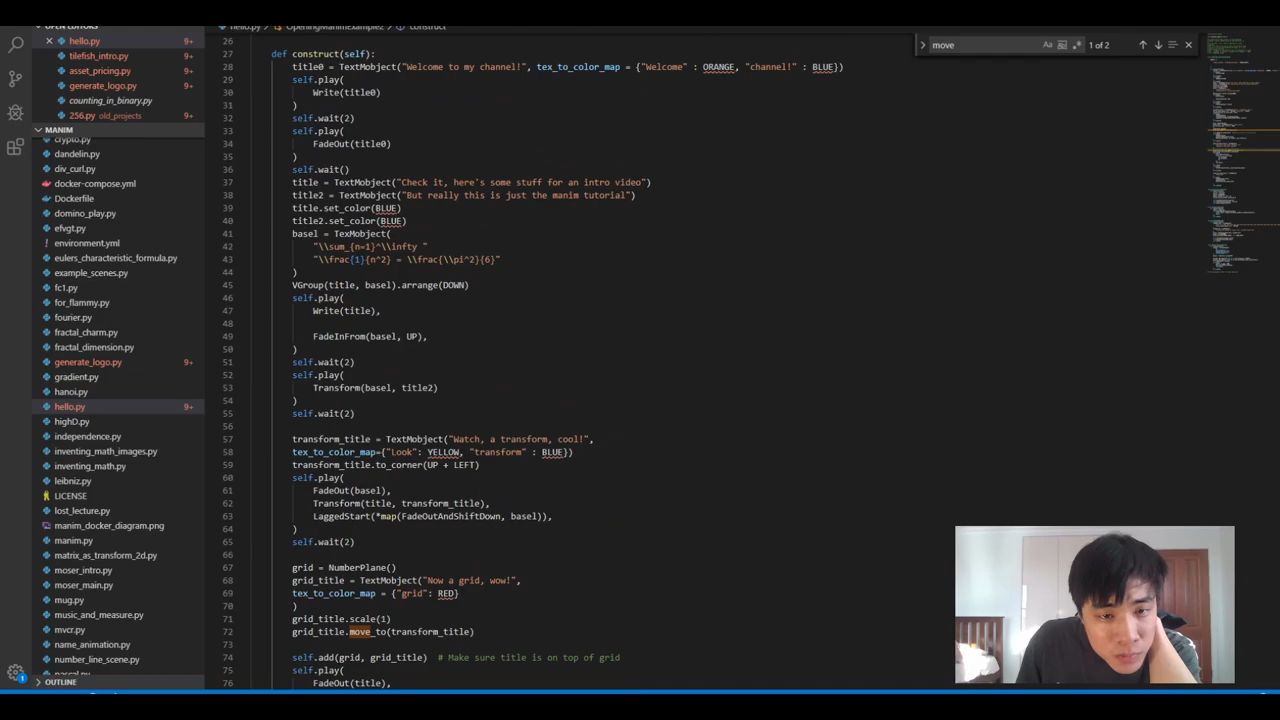 OPEN EDITORS
hello.py 9+
tilefish_intro.py 9+
asset_pricing.py 9+
generate_logo.py 9+
counting_in_binary.py
256.py old_projects 9+
MANIM
crypto.py
dandelin.py
div_curl.py
docker-compose.yml
Dockerfile
domino_play.py
efvgt.py
environment.yml
eulers_characteristic_formula.py
example_scenes.py
fc1.py
for_flammy.py
fourier.py
fractal_charm.py
fractal_dimension.py
generate_logo.py 9+
gradient.py
hanoi.py
hello.py 9+
highD.py
independence.py
inventing_math_images.py
inventing_math.py
leibniz.py
LICENSE
lost_lecture.py
manim_docker_diagram.png
manim.py
matrix_as_transform_2d.py
moser_intro.py
moser_main.py
mug.py
music_and_measure.py
mvcr.py
name_animation.py
number_line_scene.py
pascal.py
OUTLINE
1
hello.py > OpeningManimExample2 > construct
move Aa 1 of 2
26
27 def construct(self):
28 title0 = TextMobject("Welcome to my channel!", tex_to_color_map = {"Welcome" : ORANGE, "channel!" : BLUE})
29 self.play(
30 Write(title0)
31 )
32 self.wait(2)
33 self.play(
34 FadeOut(title0)
35 )
36 self.wait()
37 title = TextMobject("Check it, here's some stuff for an intro video")
38 title2 = TextMobject("But really this is just the manim tutorial")
39 title.set_color(BLUE)
40 title2.set_color(BLUE)
41 basel = TexMobject(
42 "\\sum_{n=1}^\\infty "
43 "\\frac{1}{n^2} = \\frac{\\pi^2}{6}"
44 )
45 VGroup(title, basel).arrange(DOWN)
46 self.play(
47 Write(title),
48
49 FadeInFrom(basel, UP),
50 )
51 self.wait(2)
52 self.play(
53 Transform(basel, title2)
54 )
55 self.wait(2)
56
57 transform_title = TextMobject("Watch, a transform, cool!",
58 tex_to_color_map={"Look": YELLOW, "transform" : BLUE})
59 transform_title.to_corner(UP + LEFT)
60 self.play(
61 FadeOut(basel),
62 Transform(title, transform_title),
63 LaggedStart(*map(FadeOutAndShiftDown, basel)),
64 )
65 self.wait(2)
66
67 grid = NumberPlane()
68 grid_title = TextMobject("Now a grid, wow!",
69 tex_to_color_map = {"grid": RED}
70 )
71 grid_title.scale(1)
72 grid_title.move_to(transform_title)
73
74 self.add(grid, grid_title) # Make sure title is on top of grid
75 self.play(
76 FadeOut(title),